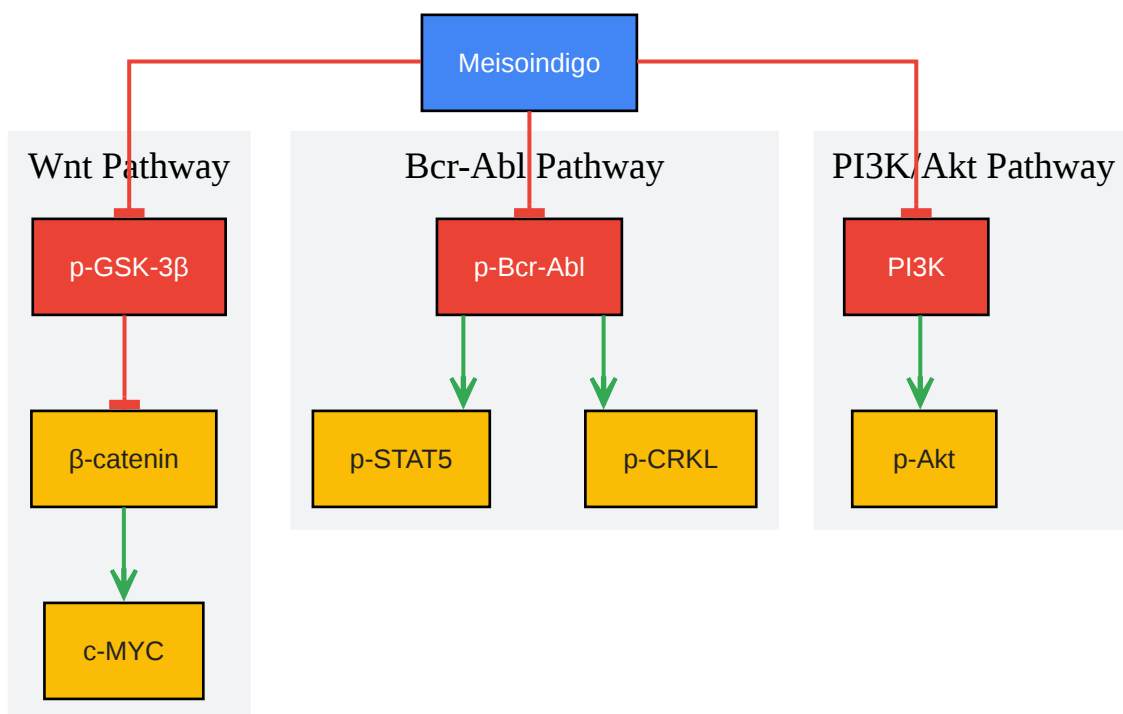 Meisoindigo
Wnt Pathway
Bcr-Abl Pathway
PI3K/Akt Pathway
p-GSK-3β
p-Bcr-Abl
PI3K
β-catenin
p-STAT5
p-CRKL
p-Akt
c-MYC